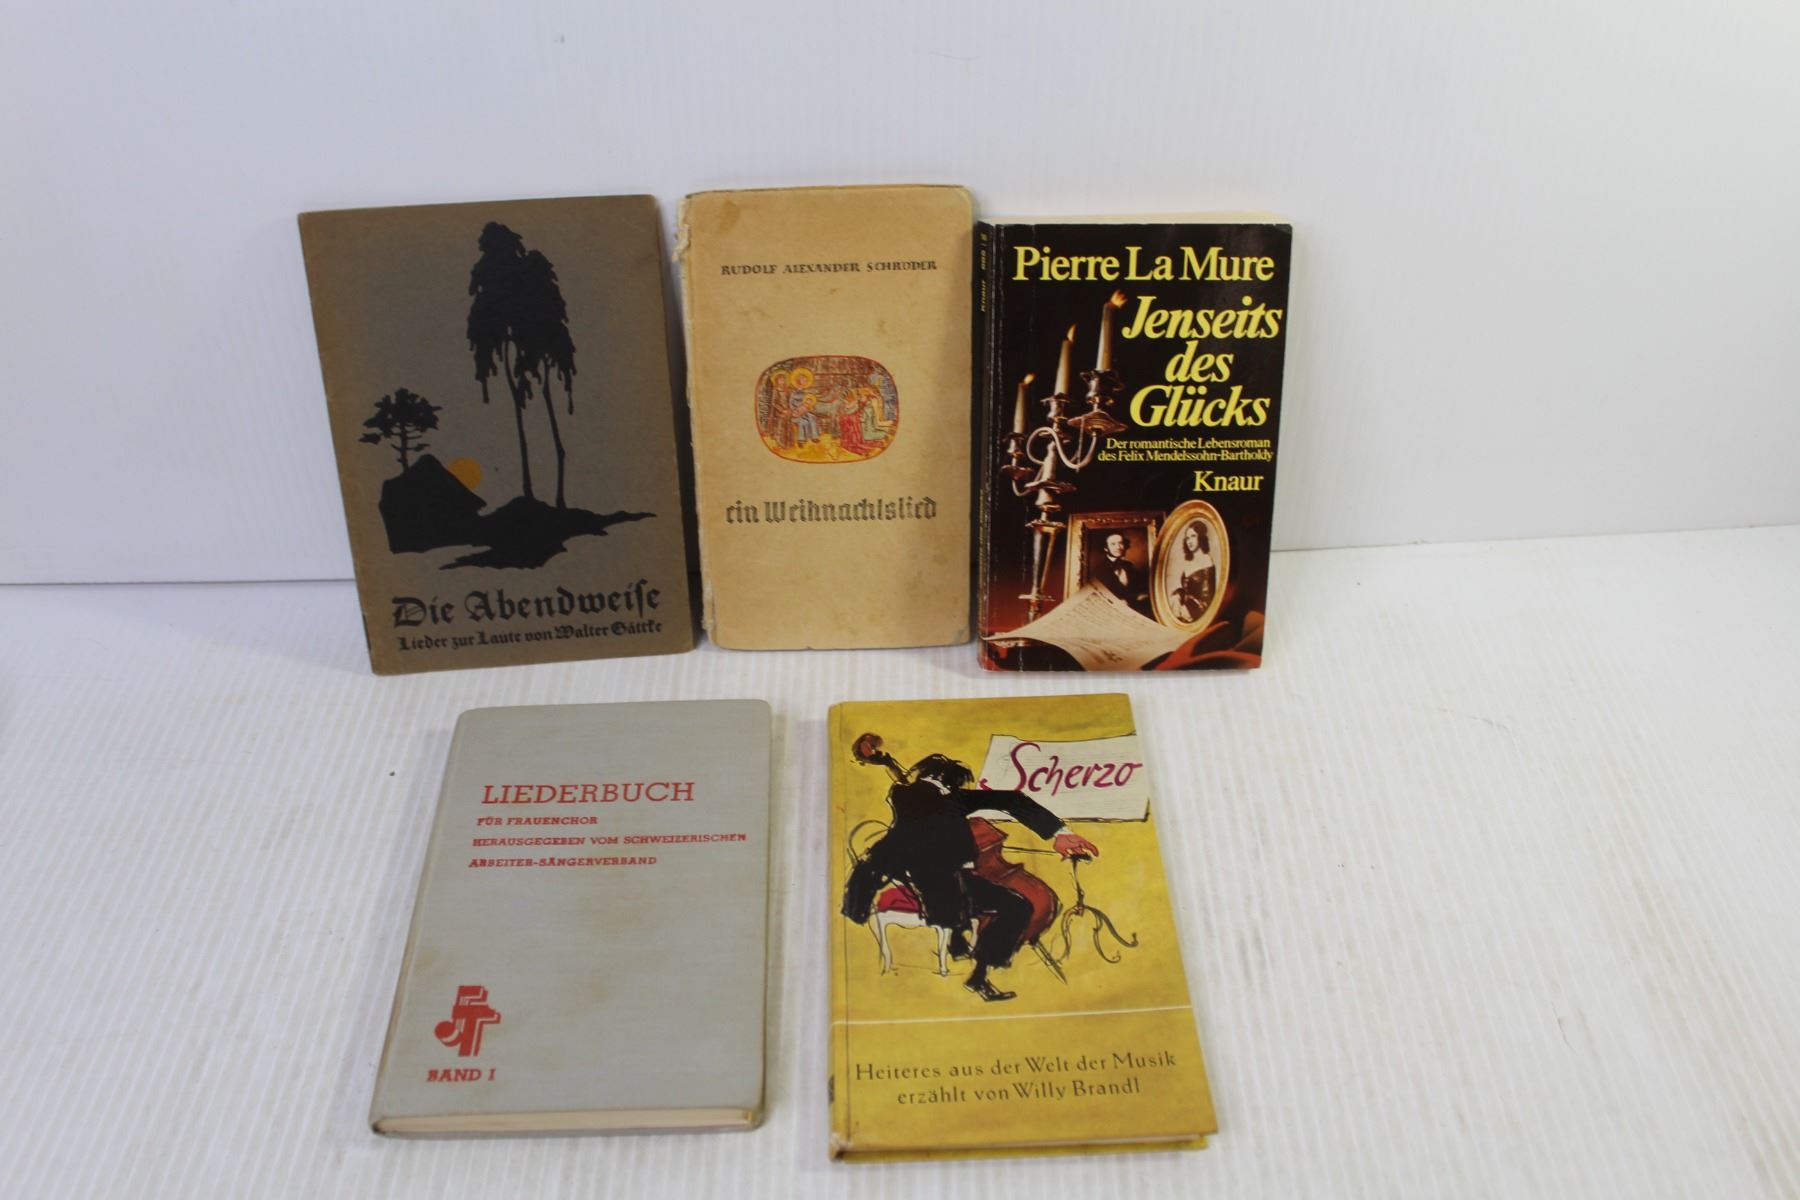 Die Abendweise
Lieder zur Laute von Walter Gättke
RUDOLF ALEXANDER SCHRÖDER
ein Weihnachtslied
Pierre La Mure
Jenseits
des
Glücks
Der romantische Lebensroman
des Felix Mendelssohn-Bartholdy
Knaur
LIEDERBUCH
FÜR FRAUENCHOR
HERAUSGEGEBEN VOM SCHWEIZERISCHEN
ARBEITER-SÄNGERVERBAND
BAND I
Scherzo
Heiteres aus der Welt der Musik
erzählt von Willy Brandl